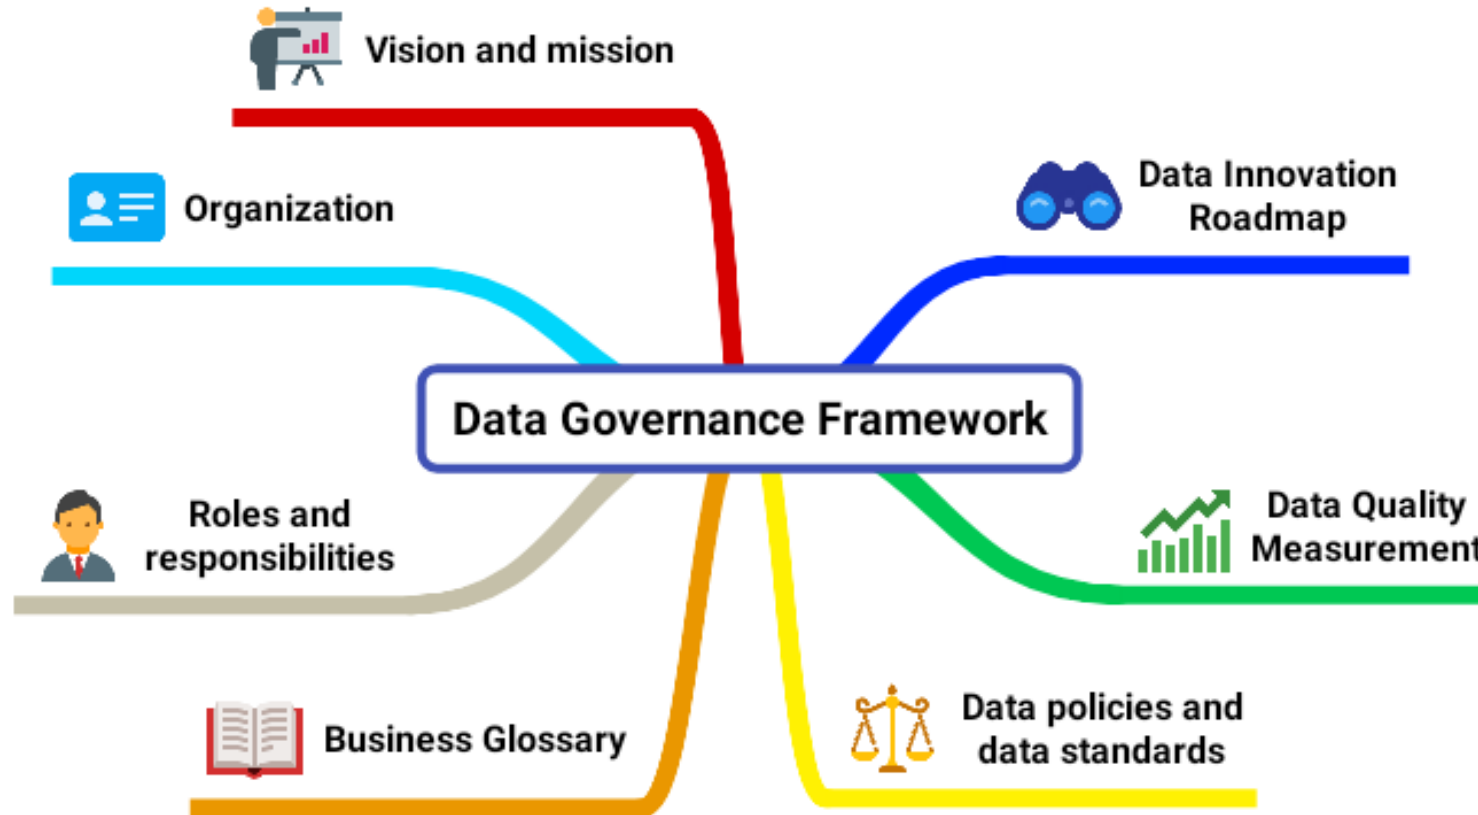 Vision and mission
Organization
Data Innovation
Roadmap
Data Governance Framework
Roles and
responsibilities
Data Quality
Measurement
Business Glossary
Data policies and
data standards